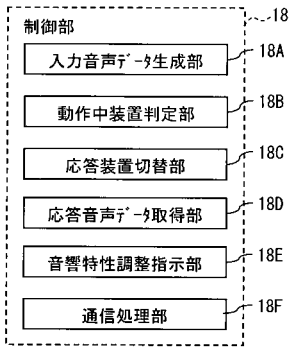 18
制御部
入力音声データ生成部
18A
動作中装置判定部
18B
応答装置切替部
18C
応答音声データ取得部
18D
音響特性調整指示部
18E
通信処理部
18F